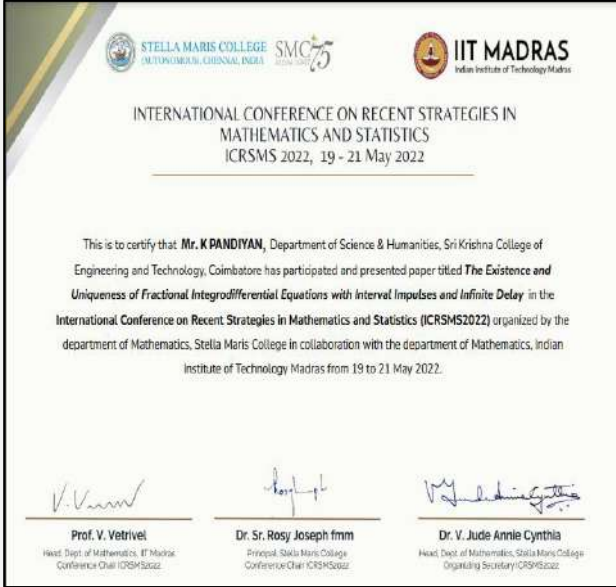 STELLA MARIS COLLEGE
(AUTONOMOUS), CHENNAI, INDIA
SMC 75
IIT MADRAS
Indian Institute of Technology Madras
INTERNATIONAL CONFERENCE ON RECENT STRATEGIES IN
MATHEMATICS AND STATISTICS
ICRSMS 2022, 19 - 21 May 2022
This is to certify that Mr. K PANDIYAN, Department of Science & Humanities, Sri Krishna College of
Engineering and Technology, Coimbatore has participated and presented paper titled The Existence and
Uniqueness of Fractional Integrodifferential Equations with Interval Impulses and Infinite Delay in the
International Conference on Recent Strategies in Mathematics and Statistics (ICRSMS2022) organized by the
department of Mathematics, Stella Maris College in collaboration with the department of Mathematics, Indian
Institute of Technology Madras from 19 to 21 May 2022.
Prof. V. Vetrivel
Head, Dept of Mathematics, IIT Madras
Conference Chair ICRSMS2022
Dr. Sr. Rosy Joseph fmm
Principal, Stella Maris College
Conference Chair ICRSMS2022
Dr. V. Jude Annie Cynthia
Head, Dept of Mathematics, Stella Maris College
Organizing Secretary ICRSMS2022